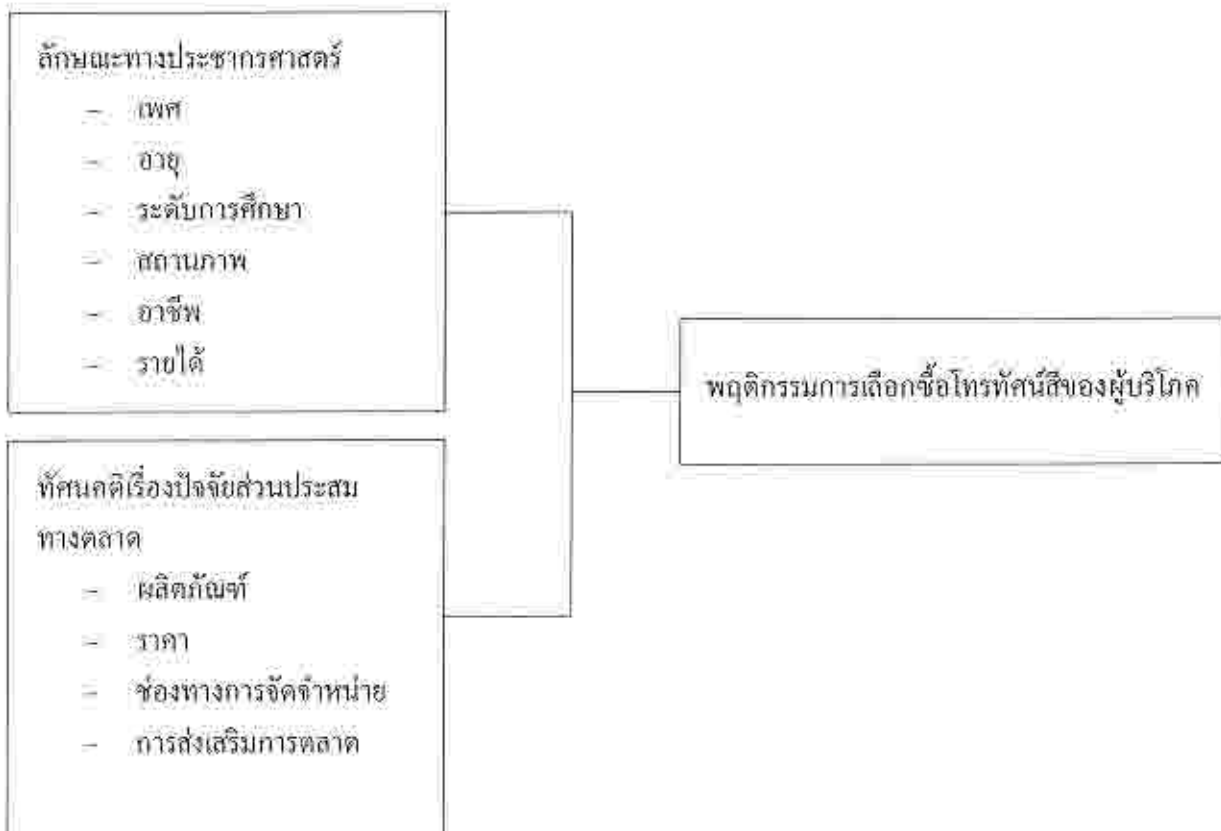 ลักษณะทางประชากรศาสตร์
– เพศ
– อายุ
– ระดับการศึกษา
– สถานภาพ
– อาชีพ
– รายได้
พฤติกรรมการเลือกซื้อโทรทัศน์สีของผู้บริโภค
ทัศนคติเรื่องปัจจัยส่วนประสม
ทางตลาด
– ผลิตภัณฑ์
– ราคา
– ช่องทางการจัดจำหน่าย
– การส่งเสริมการตลาด